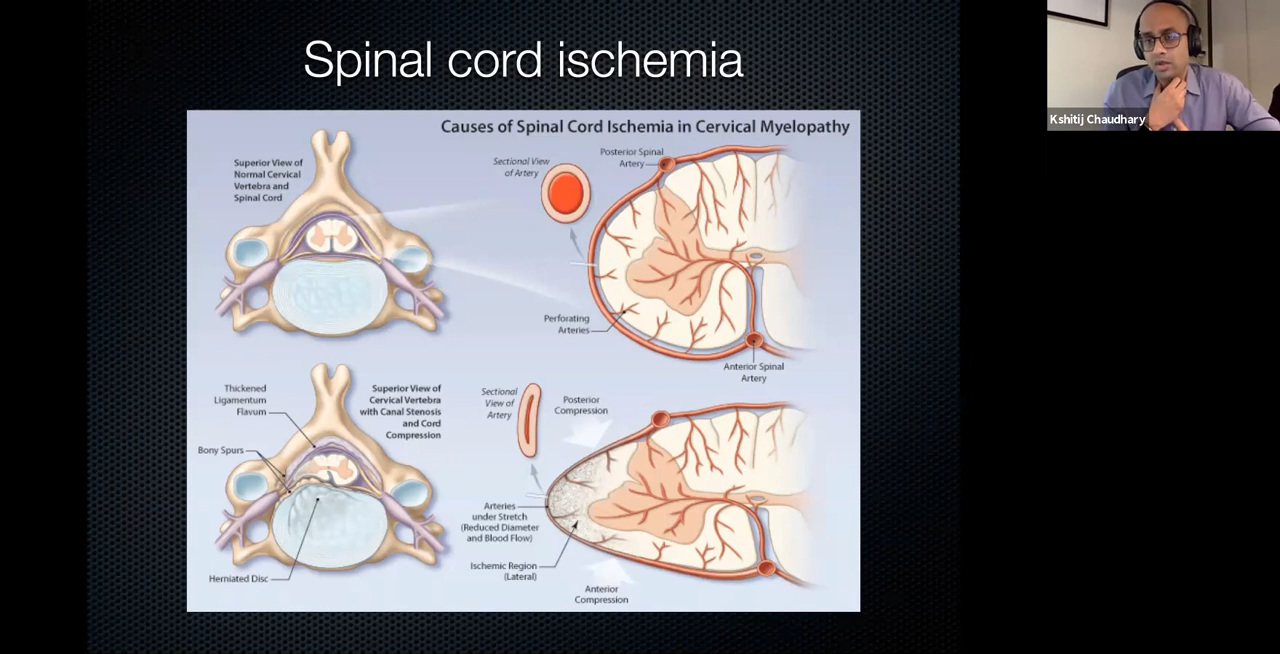 Spinal cord ischemia
Kshitij Chaudhary
Causes of Spinal Cord Ischemia in Cervical Myelopathy
Superior View of
Normal Cervical
Vertebra and
Spinal Cord
Sectional View
of Artery
Posterior Spinal
Artery
Perforating
Arteries
Anterior Spinal
Artery
Thickened
Ligamentum
Flavum
Superior View of
Cervical Vertebra
with Canal Stenosis
and Cord
Compression
Bony Spurs
Herniated Disc
Sectional
View of
Artery
Posterior
Compression
Arteries
under Stretch
(Reduced Diameter
and Blood Flow)
Ischemic Region
(Lateral)
Anterior
Compression